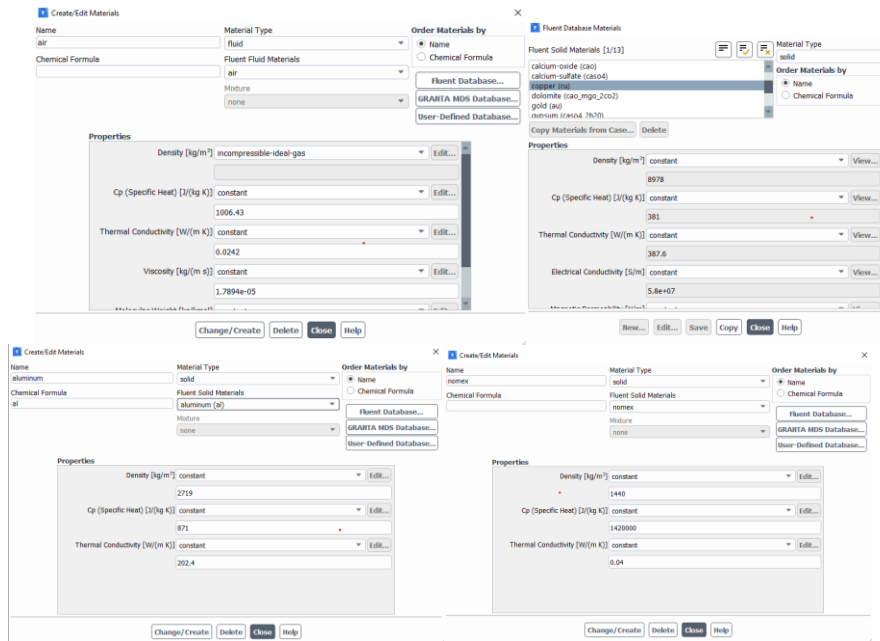 Create/Edit Materials
Name
air
Chemical Formula
Material Type
fluid
Fluent Fluid Materials
air
Mixture
none
Order Materials by
Name
Chemical Formula
Fluent Database...
GRANTA MDS Database...
User-Defined Database...
Properties
Density [kg/m³] incompressible-ideal-gas Edit...
Cp (Specific Heat) [J/(kg K)] constant Edit...
1006.43
Thermal Conductivity [W/(m K)] constant Edit...
0.0242
Viscosity [kg/(m s)] constant Edit...
1.7894e-05
Change/Create Delete Close Help
Fluent Database Materials
Fluent Solid Materials [1/13]
calcium-oxide (cao)
calcium-sulfate (caso4)
copper (cu)
dolomite (cao_mgo_2co2)
gold (au)
gypsum (caso4_2h20)
Copy Materials from Case... Delete
Material Type
solid
Order Materials by
Name
Chemical Formula
Properties
Density [kg/m³] constant View...
8978
Cp (Specific Heat) [J/(kg K)] constant View...
381
Thermal Conductivity [W/(m K)] constant View...
387.6
Electrical Conductivity [S/m] constant View...
5.8e+07
New... Edit... Save Copy Close Help
Create/Edit Materials
Name
aluminum
Chemical Formula
al
Material Type
solid
Fluent Solid Materials
aluminum (al)
Mixture
none
Order Materials by
Name
Chemical Formula
Fluent Database...
GRANTA MDS Database...
User-Defined Database...
Properties
Density [kg/m³] constant Edit...
2719
Cp (Specific Heat) [J/(kg K)] constant Edit...
871
Thermal Conductivity [W/(m K)] constant Edit...
202.4
Change/Create Delete Close Help
Create/Edit Materials
Name
nomex
Chemical Formula
Material Type
solid
Fluent Solid Materials
nomex
Mixture
none
Order Materials by
Name
Chemical Formula
Fluent Database...
GRANTA MDS Database...
User-Defined Database...
Properties
Density [kg/m³] constant Edit...
1440
Cp (Specific Heat) [J/(kg K)] constant Edit...
1420000
Thermal Conductivity [W/(m K)] constant Edit...
0.04
Change/Create Delete Close Help